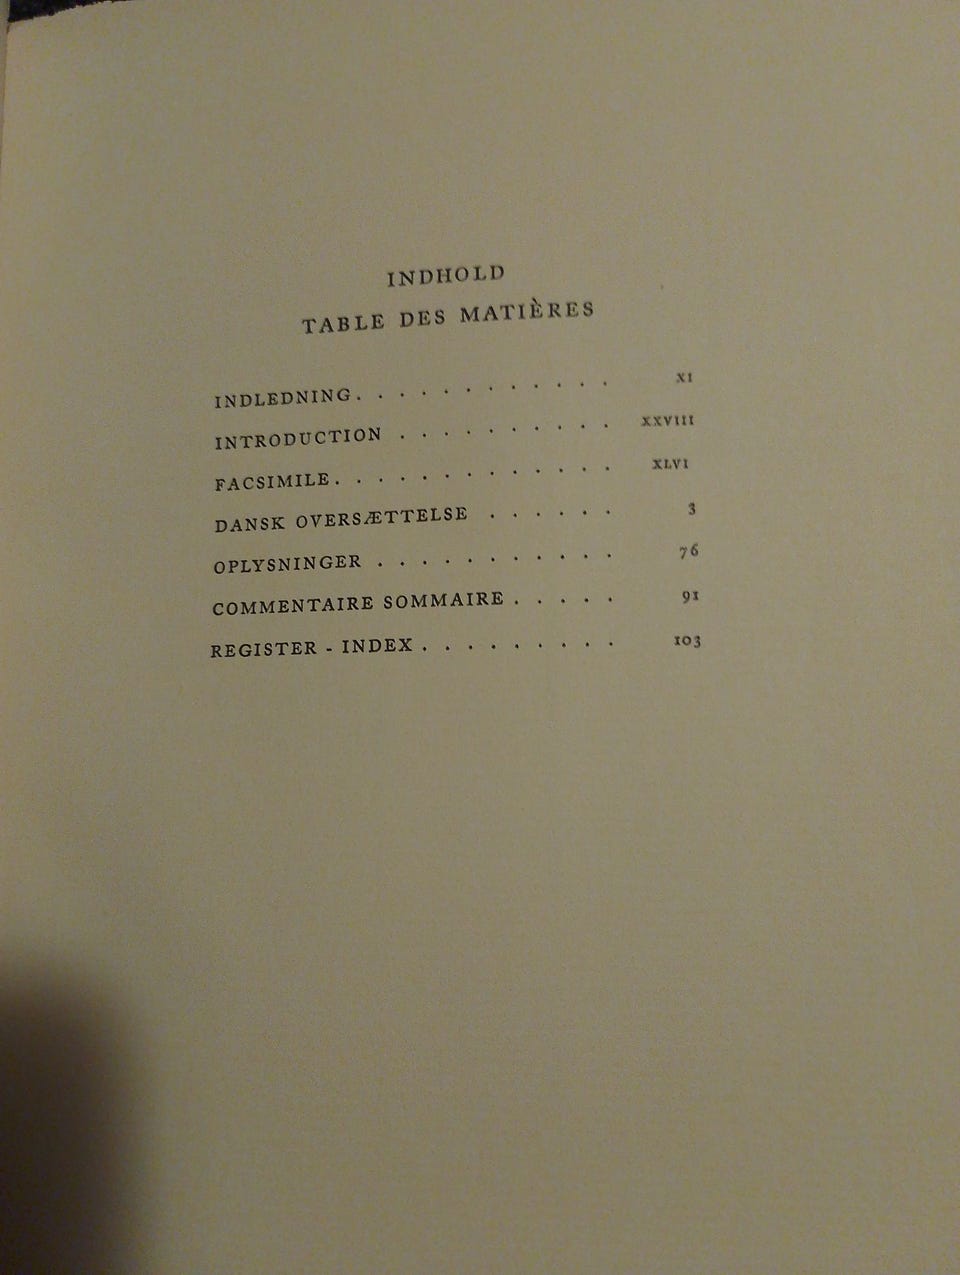 INDHOLD
TABLE DES MATIÈRES
INDLEDNING. . . . . . . . . . . . XI
INTRODUCTION . . . . . . . . . . XXVIII
FACSIMILE. . . . . . . . . . . . . XLVI
DANSK OVERSÆTTELSE . . . . . . 3
OPLYSNINGER . . . . . . . . . . . 76
COMMENTAIRE SOMMAIRE . . . . . 91
REGISTER - INDEX . . . . . . . . . 103